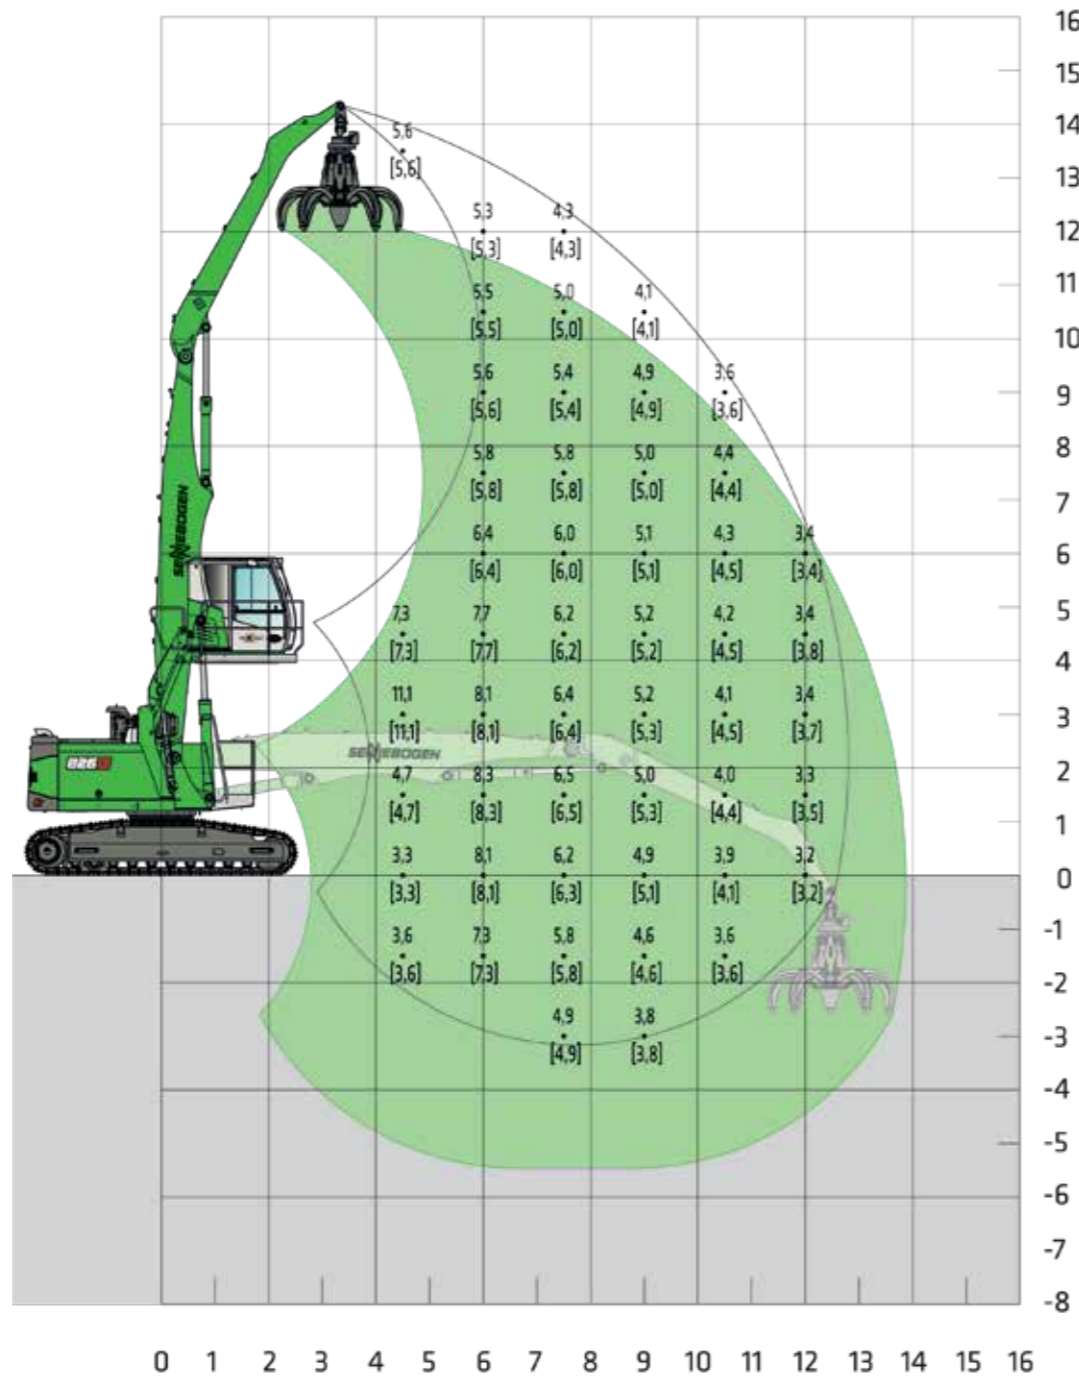 16
15
14
5,6
[5,6]
13
5,3 4,3
12
[5,3] [4,3]
11
5,5 5,0 4,1
[5,5] [5,0] [4,1]
10
5,6 5,4 4,9 3,6
9
[5,6] [5,4] [4,9] [3,6]
8
5,8 5,8 5,0 4,4
[5,8] [5,8] [5,0] [4,4]
7
SENNEBOGEN
6,4 6,0 5,1 4,3 3,4
6
[6,4] [6,0] [5,1] [4,5] [3,4]
5
7,3 7,7 6,2 5,2 4,2 3,4
[7,3] [7,7] [6,2] [5,2] [4,5] [3,8]
4
11,1 8,1 6,4 5,2 4,1 3,4
3
[11,1] [8,1] [6,4] [5,3] [4,5] [3,7]
SENNEBOGEN
826
2
4,7 8,3 6,5 5,0 4,0 3,3
[4,7] [8,3] [6,5] [5,3] [4,4] [3,5]
1
3,3 8,1 6,2 4,9 3,9 3,2
0
[3,3] [8,1] [6,3] [5,1] [4,1] [3,2]
-1
3,6 7,3 5,8 4,6 3,6
[3,6] [7,3] [5,8] [4,6] [3,6]
-2
4,9 3,8
-3
[4,9] [3,8]
-4
-5
-6
-7
-8
0 1 2 3 4 5 6 7 8 9 10 11 12 13 14 15 16